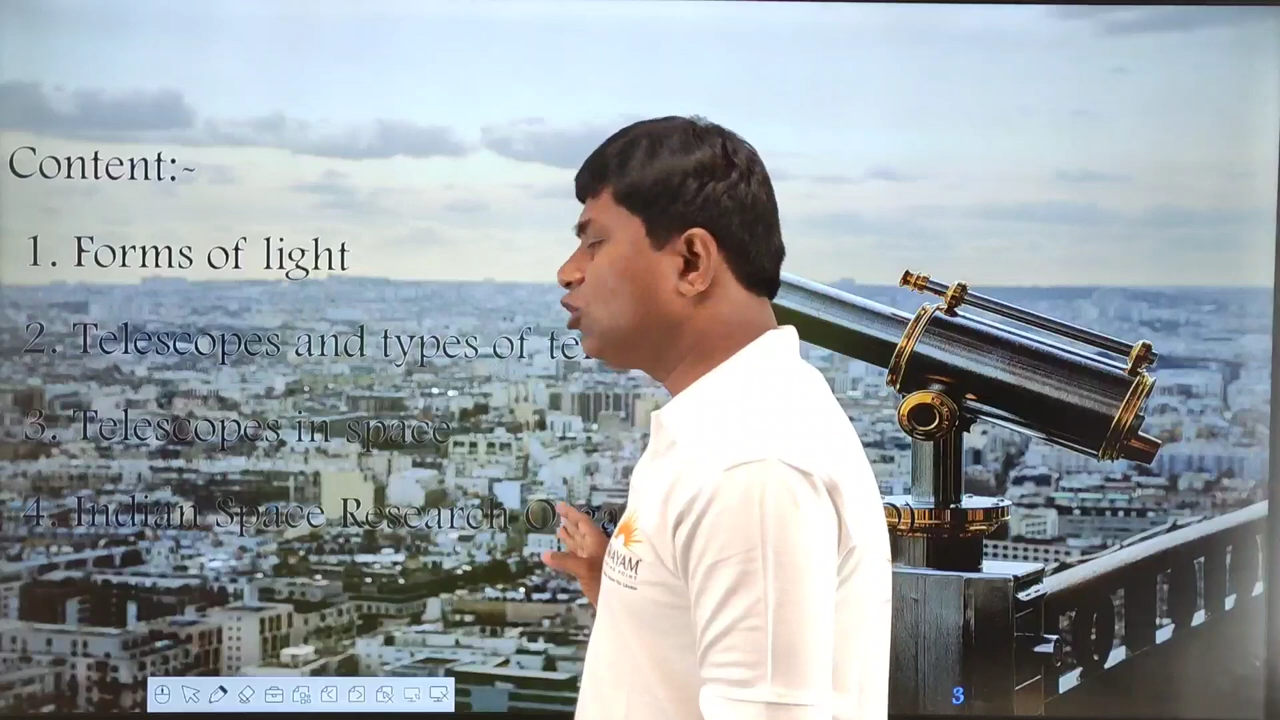 Content:-
1. Forms of light
2. Telescopes and types of
3. Telescopes in space
4. Indian Space Research
3